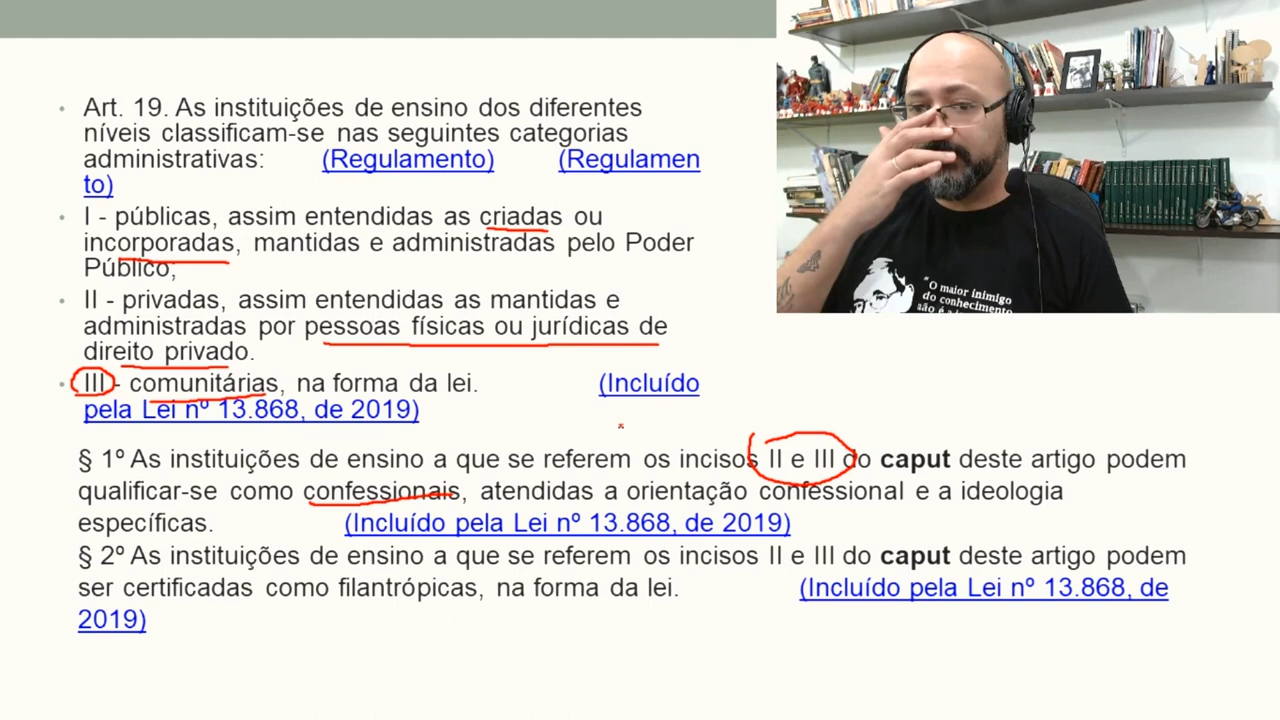 Art. 19. As instituições de ensino dos diferentes
níveis classificam-se nas seguintes categorias
administrativas: (Regulamento) (Regulamen
to)
I - públicas, assim entendidas as criadas ou
incorporadas, mantidas e administradas pelo Poder
Público;
II - privadas, assim entendidas as mantidas e
administradas por pessoas físicas ou jurídicas de
direito privado.
III - comunitárias, na forma da lei. (Incluído
pela Lei nº 13.868, de 2019)
§ 1º As instituições de ensino a que se referem os incisos II e III do caput deste artigo podem
qualificar-se como confessionais, atendidas a orientação confessional e a ideologia
específicas. (Incluído pela Lei nº 13.868, de 2019)
§ 2º As instituições de ensino a que se referem os incisos II e III do caput deste artigo podem
ser certificadas como filantrópicas, na forma da lei. (Incluído pela Lei nº 13.868, de
2019)
"O maior inimigo
do conhecimento
não é a